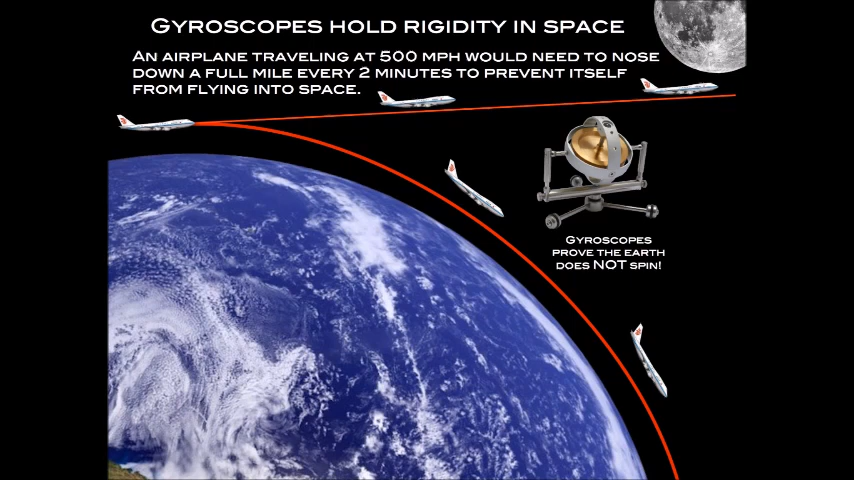 Gyroscopes hold rigidity in space
An airplane traveling at 500 mph would need to nose
down a full mile every 2 minutes to prevent itself
from flying into space.
Gyroscopes
prove the earth
does NOT spin!